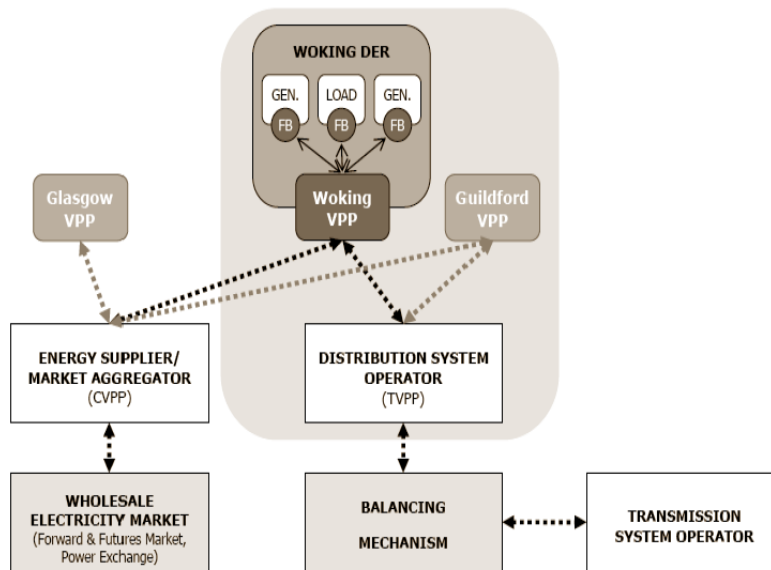 WOKING DER
GEN.
LOAD
GEN.
FB
FB
FB
Glasgow
VPP
Woking
VPP
Guildford
VPP
ENERGY SUPPLIER/
MARKET AGGREGATOR
(CVPP)
DISTRIBUTION SYSTEM
OPERATOR
(TVPP)
WHOLESALE
ELECTRICITY MARKET
(Forward & Futures Market,
Power Exchange)
BALANCING
MECHANISM
TRANSMISSION
SYSTEM OPERATOR